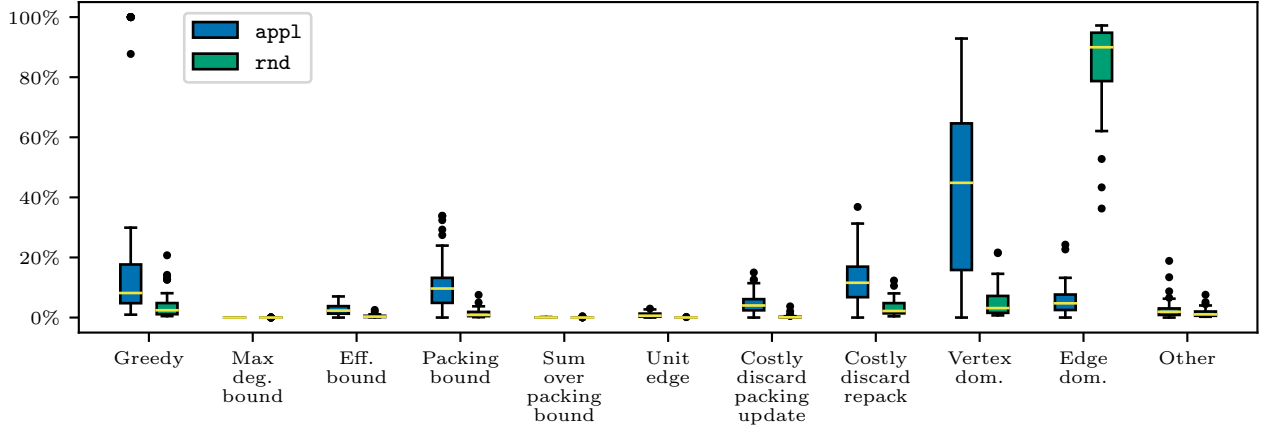 100%
80%
60%
40%
20%
0%
appl
rnd
Greedy
Max
deg.
bound
Eff.
bound
Packing
bound
Sum
over
packing
bound
Unit
edge
Costly
discard
packing
update
Costly
discard
repack
Vertex
dom.
Edge
dom.
Other